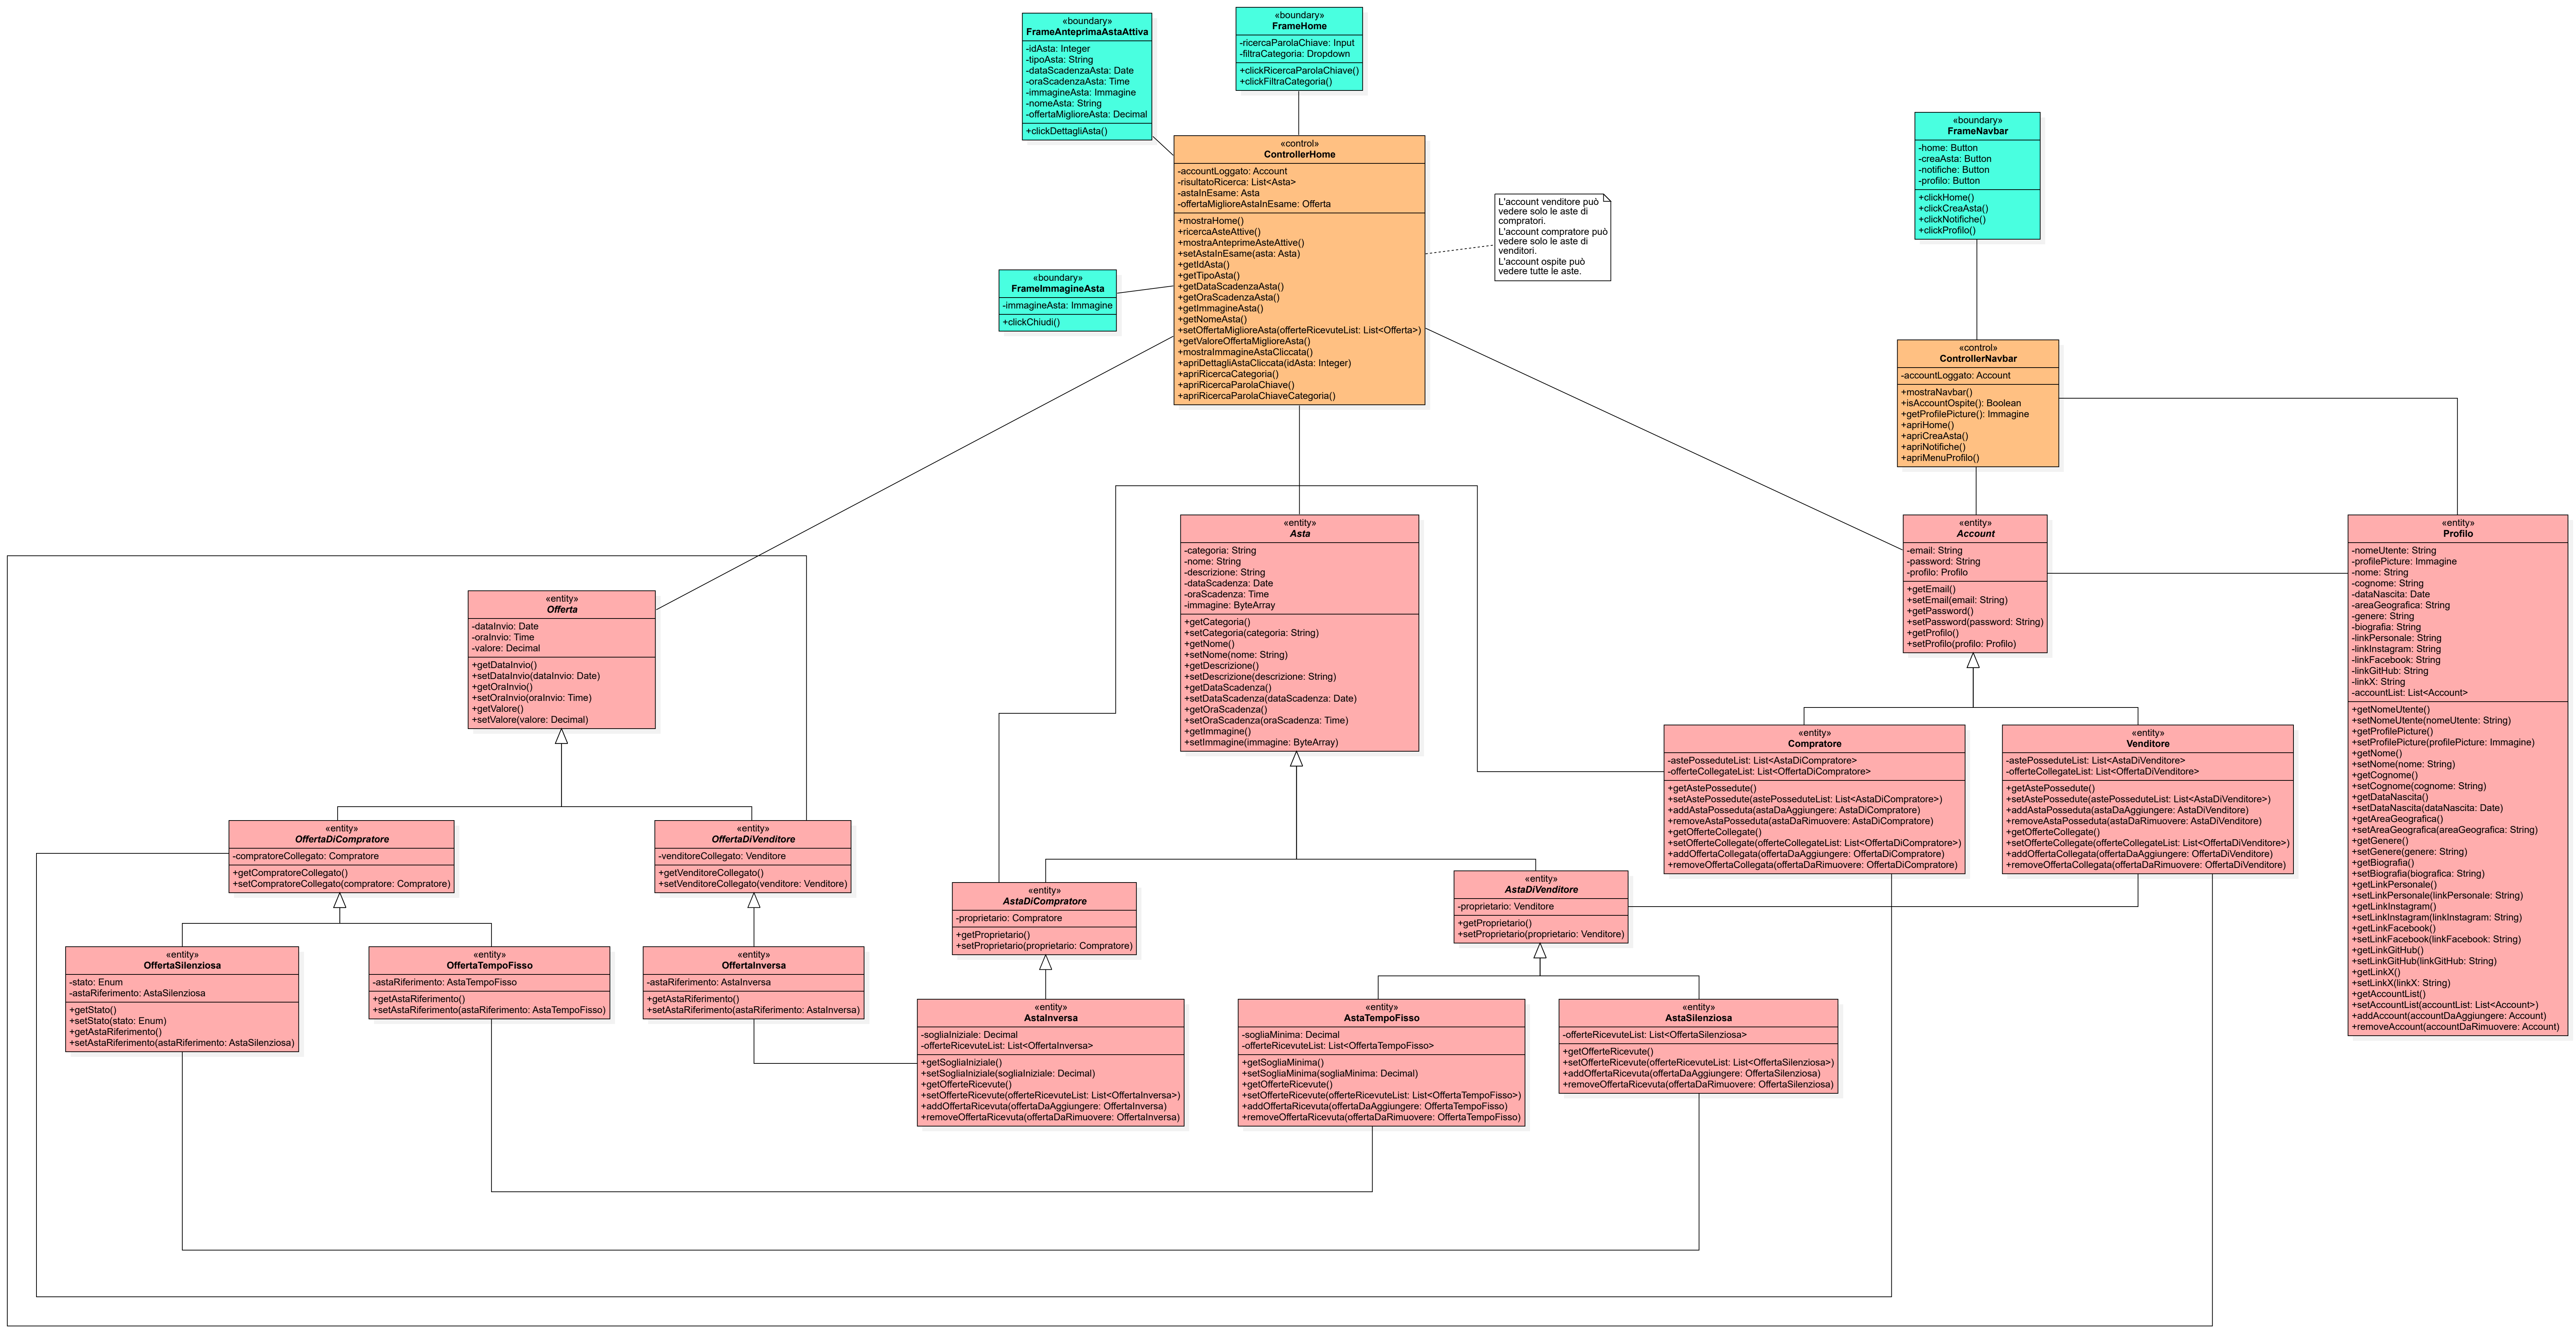 «boundary»
FrameAnteprimaAstaAttiva
-idAsta: Integer
-tipoAsta: String
-dataScadenzaAsta: Date
-oraScadenzaAsta: Time
-immagineAsta: Immagine
-nomeAsta: String
-offertaMiglioreAsta: Decimal
+clickDettagliAsta()
«boundary»
FrameHome
-ricercaParolaChiave: Input
-filtraCategoria: Dropdown
+clickRicercaParolaChiave()
+clickFiltraCategoria()
«boundary»
FrameNavbar
-home: Button
-creaAsta: Button
-notifiche: Button
-profilo: Button
+clickHome()
+clickCreaAsta()
+clickNotifiche()
+clickProfilo()
«control»
ControllerHome
-accountLoggato: Account
-risultatoRicerca: List<Asta>
-astaInEsame: Asta
-offertaMiglioreAstaInEsame: Offerta
+mostraHome()
+ricercaAsteAttive()
+mostraAnteprimeAsteAttive()
+setAstaInEsame(asta: Asta)
+getIdAsta()
+getTipoAsta()
+getDataScadenzaAsta()
+getOraScadenzaAsta()
+getImmagineAsta()
+getNomeAsta()
+setOffertaMiglioreAsta(offerteRicevuteList: List<Offerta>)
+getValoreOffertaMiglioreAsta()
+mostraImmagineAstaCliccata()
+apriDettagliAstaCliccata(idAsta: Integer)
+apriRicercaCategoria()
+apriRicercaParolaChiave()
+apriRicercaParolaChiaveCategoria()
L'account venditore può
vedere solo le aste di
compratori.
L'account compratore può
vedere solo le aste di
venditori.
L'account ospite può
vedere tutte le aste.
«boundary»
FrameImmagineAsta
-immagineAsta: Immagine
+clickChiudi()
«control»
ControllerNavbar
-accountLoggato: Account
+mostraNavbar()
+isAccountOspite(): Boolean
+getProfilePicture(): Immagine
+apriHome()
+apriCreaAsta()
+apriNotifiche()
+apriMenuProfilo()
«entity»
Asta
-categoria: String
-nome: String
-descrizione: String
-dataScadenza: Date
-oraScadenza: Time
-immagine: ByteArray
+getCategoria()
+setCategoria(categoria: String)
+getNome()
+setNome(nome: String)
+getDescrizione()
+setDescrizione(descrizione: String)
+getDataScadenza()
+setDataScadenza(dataScadenza: Date)
+getOraScadenza()
+setOraScadenza(oraScadenza: Time)
+getImmagine()
+setImmagine(immagine: ByteArray)
«entity»
Account
-email: String
-password: String
-profilo: Profilo
+getEmail()
+setEmail(email: String)
+getPassword()
+setPassword(password: String)
+getProfilo()
+setProfilo(profilo: Profilo)
«entity»
Profilo
-nomeUtente: String
-profilePicture: Immagine
-nome: String
-cognome: String
-dataNascita: Date
-areaGeografica: String
-genere: String
-biografia: String
-linkPersonale: String
-linkInstagram: String
-linkFacebook: String
-linkGitHub: String
-linkX: String
-accountList: List<Account>
+getNomeUtente()
+setNomeUtente(nomeUtente: String)
+getProfilePicture()
+setProfilePicture(profilePicture: Immagine)
+getNome()
+setNome(nome: String)
+getCognome()
+setCognome(cognome: String)
+getDataNascita()
+setDataNascita(dataNascita: Date)
+getAreaGeografica()
+setAreaGeografica(areaGeografica: String)
+getGenere()
+setGenere(genere: String)
+getBiografia()
+setBiografia(biografica: String)
+getLinkPersonale()
+setLinkPersonale(linkPersonale: String)
+getLinkInstagram()
+setLinkInstagram(linkInstagram: String)
+getLinkFacebook()
+setLinkFacebook(linkFacebook: String)
+getLinkGitHub()
+setLinkGitHub(linkGitHub: String)
+getLinkX()
+setLinkX(linkX: String)
+getAccountList()
+setAccountList(accountList: List<Account>)
+addAccount(accountDaAggiungere: Account)
+removeAccount(accountDaRimuovere: Account)
«entity»
Offerta
-dataInvio: Date
-oraInvio: Time
-valore: Decimal
+getDataInvio()
+setDataInvio(dataInvio: Date)
+getOraInvio()
+setOraInvio(oraInvio: Time)
+getValore()
+setValore(valore: Decimal)
«entity»
Compratore
-astePosseduteList: List<AstaDiCompratore>
-offerteCollegateList: List<OffertaDiCompratore>
+getAstePossedute()
+setAstePossedute(astePosseduteList: List<AstaDiCompratore>)
+addAstaPosseduta(astaDaAggiungere: AstaDiCompratore)
+removeAstaPosseduta(astaDaRimuovere: AstaDiCompratore)
+getOfferteCollegate()
+setOfferteCollegate(offerteCollegateList: List<OffertaDiCompratore>)
+addOffertaCollegata(offertaDaAggiungere: OffertaDiCompratore)
+removeOffertaCollegata(offertaDaRimuovere: OffertaDiCompratore)
«entity»
Venditore
-astePosseduteList: List<AstaDiVenditore>
-offerteCollegateList: List<OffertaDiVenditore>
+getAstePossedute()
+setAstePossedute(astePosseduteList: List<AstaDiVenditore>)
+addAstaPosseduta(astaDaAggiungere: AstaDiVenditore)
+removeAstaPosseduta(astaDaRimuovere: AstaDiVenditore)
+getOfferteCollegate()
+setOfferteCollegate(offerteCollegateList: List<OffertaDiVenditore>)
+addOffertaCollegata(offertaDaAggiungere: OffertaDiVenditore)
+removeOffertaCollegata(offertaDaRimuovere: OffertaDiVenditore)
«entity»
OffertaDiCompratore
-compratoreCollegato: Compratore
+getCompratoreCollegato()
+setCompratoreCollegato(compratore: Compratore)
«entity»
OffertaDiVenditore
-venditoreCollegato: Venditore
+getVenditoreCollegato()
+setVenditoreCollegato(venditore: Venditore)
«entity»
AstaDiCompratore
-proprietario: Compratore
+getProprietario()
+setProprietario(proprietario: Compratore)
«entity»
AstaDiVenditore
-proprietario: Venditore
+getProprietario()
+setProprietario(proprietario: Venditore)
«entity»
OffertaSilenziosa
-stato: Enum
-astaRiferimento: AstaSilenziosa
+getStato()
+setStato(stato: Enum)
+getAstaRiferimento()
+setAstaRiferimento(astaRiferimento: AstaSilenziosa)
«entity»
OffertaTempoFisso
-astaRiferimento: AstaTempoFisso
+getAstaRiferimento()
+setAstaRiferimento(astaRiferimento: AstaTempoFisso)
«entity»
OffertaInversa
-astaRiferimento: AstaInversa
+getAstaRiferimento()
+setAstaRiferimento(astaRiferimento: AstaInversa)
«entity»
AstaInversa
-sogliaIniziale: Decimal
-offerteRicevuteList: List<OffertaInversa>
+getSogliaIniziale()
+setSogliaIniziale(sogliaIniziale: Decimal)
+getOfferteRicevute()
+setOfferteRicevute(offerteRicevuteList: List<OffertaInversa>)
+addOffertaRicevuta(offertaDaAggiungere: OffertaInversa)
+removeOffertaRicevuta(offertaDaRimuovere: OffertaInversa)
«entity»
AstaTempoFisso
-sogliaMinima: Decimal
-offerteRicevuteList: List<OffertaTempoFisso>
+getSogliaMinima()
+setSogliaMinima(sogliaMinima: Decimal)
+getOfferteRicevute()
+setOfferteRicevute(offerteRicevuteList: List<OffertaTempoFisso>)
+addOffertaRicevuta(offertaDaAggiungere: OffertaTempoFisso)
+removeOffertaRicevuta(offertaDaRimuovere: OffertaTempoFisso)
«entity»
AstaSilenziosa
-offerteRicevuteList: List<OffertaSilenziosa>
+getOfferteRicevute()
+setOfferteRicevute(offerteRicevuteList: List<OffertaSilenziosa>)
+addOffertaRicevuta(offertaDaAggiungere: OffertaSilenziosa)
+removeOffertaRicevuta(offertaDaRimuovere: OffertaSilenziosa)